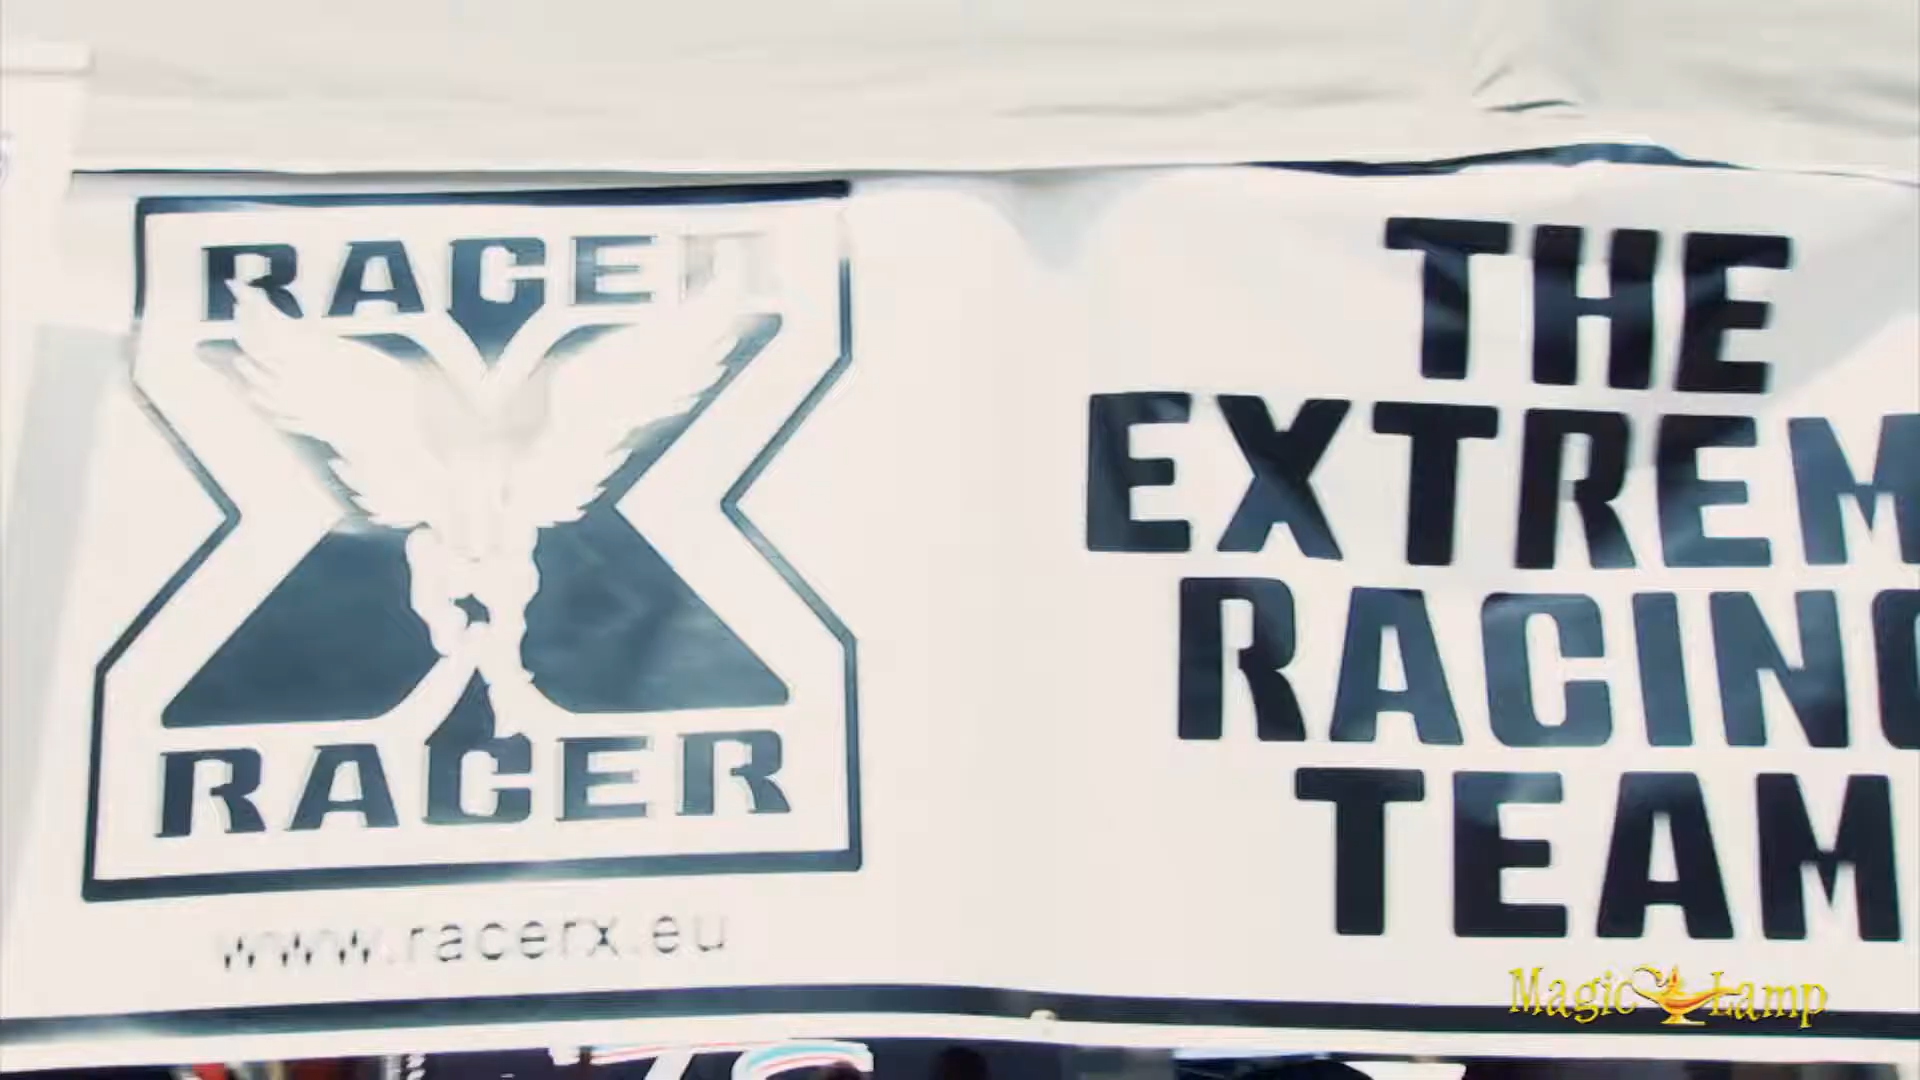 RACER
RACER
www.racerx.eu
THE
EXTREM
RACING
TEAM
Magic Lamp